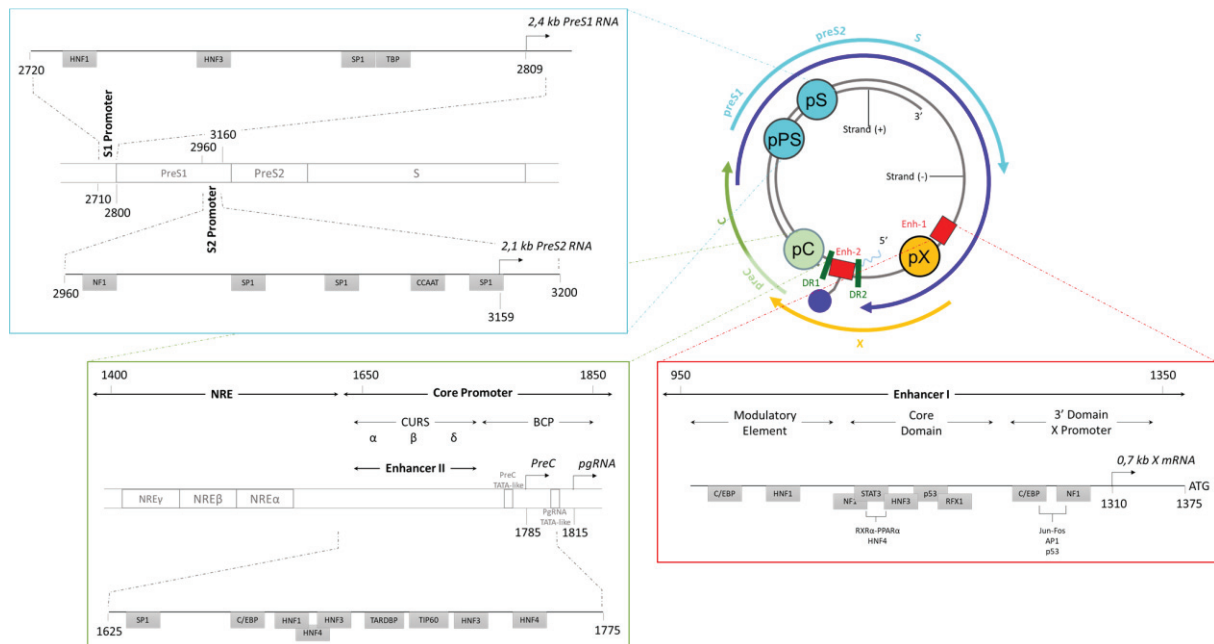 2,4 kb PreS1 RNA
HNF1
HNF3
SP1
TBP
2720
2809
S1 Promoter
3160
2960
PreS1
PreS2
S
2710
2800
S2 Promoter
2,1 kb PreS2 RNA
2960
NF1
SP1
SP1
CCAAT
SP1
3200
3159
preS2
S
preS1
pS
pPS
3'
Strand (+)
Strand (-)
C
preC
pC
Enh-1
Enh-2
5'
pX
DR1
DR2
X
1400
1650
1815
1850
NRE
Core Promoter
CURS
BCP
α
β
δ
Enhancer II
PreC
pgRNA
PreC
TATA-like
NREγ
NREβ
NREα
PgRNA
TATA-like
1785
SP1
C/EBP
HNF1
HNF4
HNF3
TARDBP
TIP60
HNF3
HNF4
1625
1775
950
1350
Enhancer I
Modulatory
Element
Core
Domain
3' Domain
X Promoter
0,7 kb X mRNA
ATG
C/EBP
HNF1
NF1
STAT3
HNF3
p53
RFX1
C/EBP
NF1
1310
1375
RXRα-PPARα
HNF4
Jun-Fos
AP1
p53